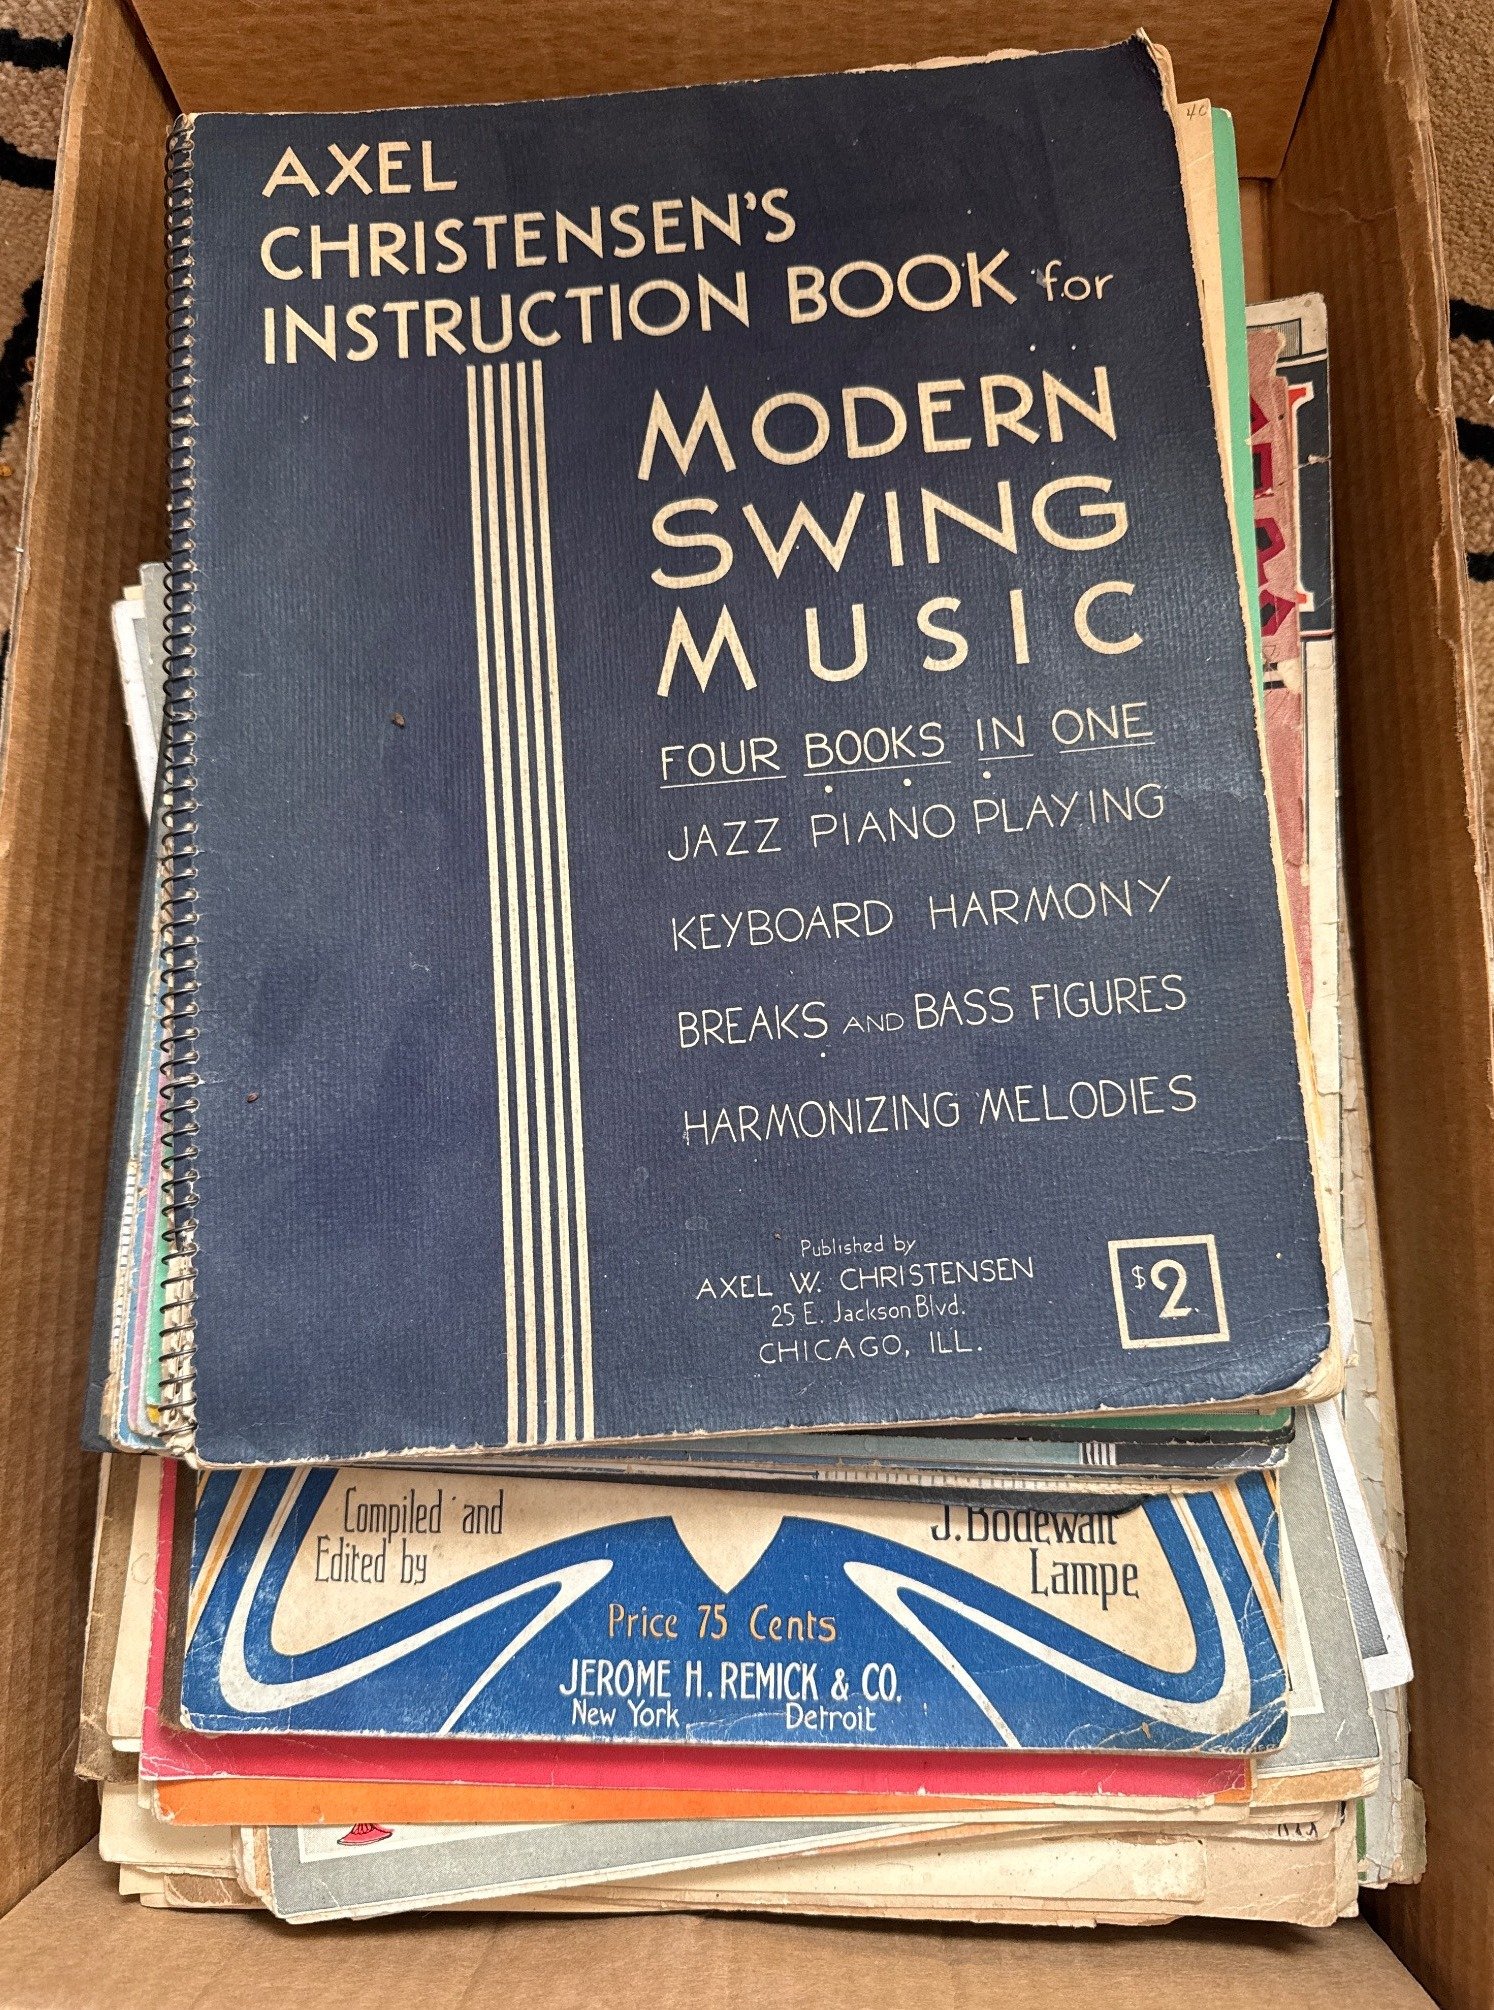 AXEL
CHRISTENSEN'S
INSTRUCTION BOOK for
MODERN
SWING
MUSIC
FOUR BOOKS IN ONE
JAZZ PIANO PLAYING
KEYBOARD HARMONY
BREAKS AND BASS FIGURES
HARMONIZING MELODIES
Published by
AXEL W. CHRISTENSEN
25 E. Jackson Blvd.
CHICAGO, ILL.
$2.
Compiled and
Edited by
J. Bodewalt
Lampe
Price 75 Cents
JEROME H. REMICK & CO.
New York Detroit